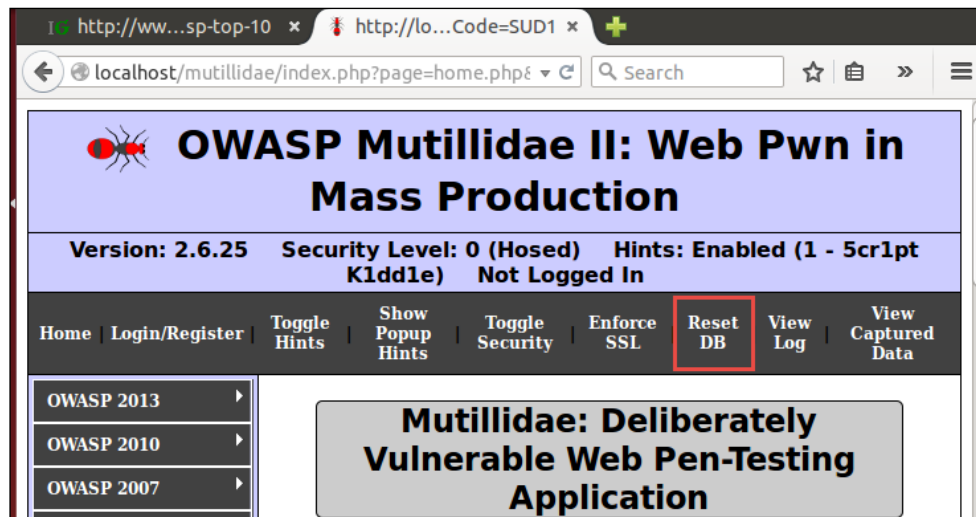 IG http://ww...sp-top-10 ×
http://lo...Code=SUD1 ×
localhost/mutillidae/index.php?page=home.php&
Search
OWASP Mutillidae II: Web Pwn in
Mass Production
Version: 2.6.25 Security Level: 0 (Hosed) Hints: Enabled (1 - 5cr1pt
K1dd1e) Not Logged In
Home | Login/Register | Toggle Hints | Show Popup Hints | Toggle Security | Enforce SSL | Reset DB | View Log | View Captured Data
OWASP 2013
OWASP 2010
OWASP 2007
Mutillidae: Deliberately
Vulnerable Web Pen-Testing
Application